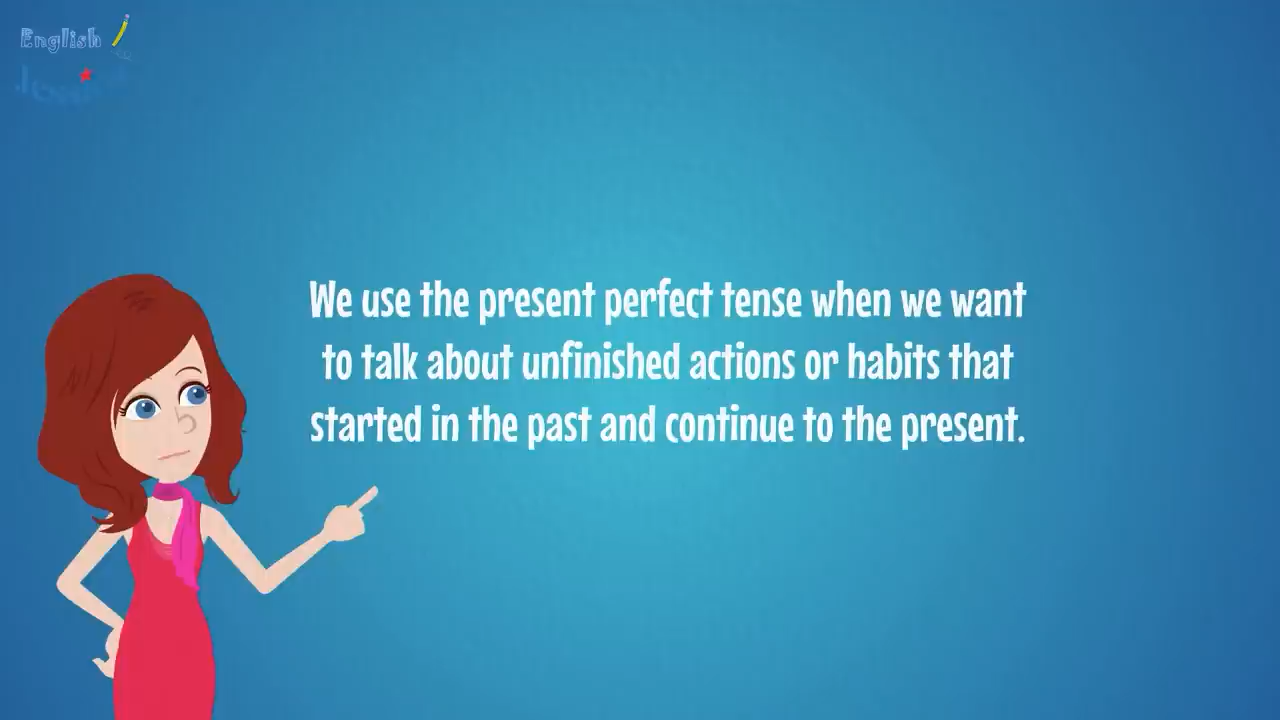 English
We use the present perfect tense when we want
to talk about unfinished actions or habits that
started in the past and continue to the present.